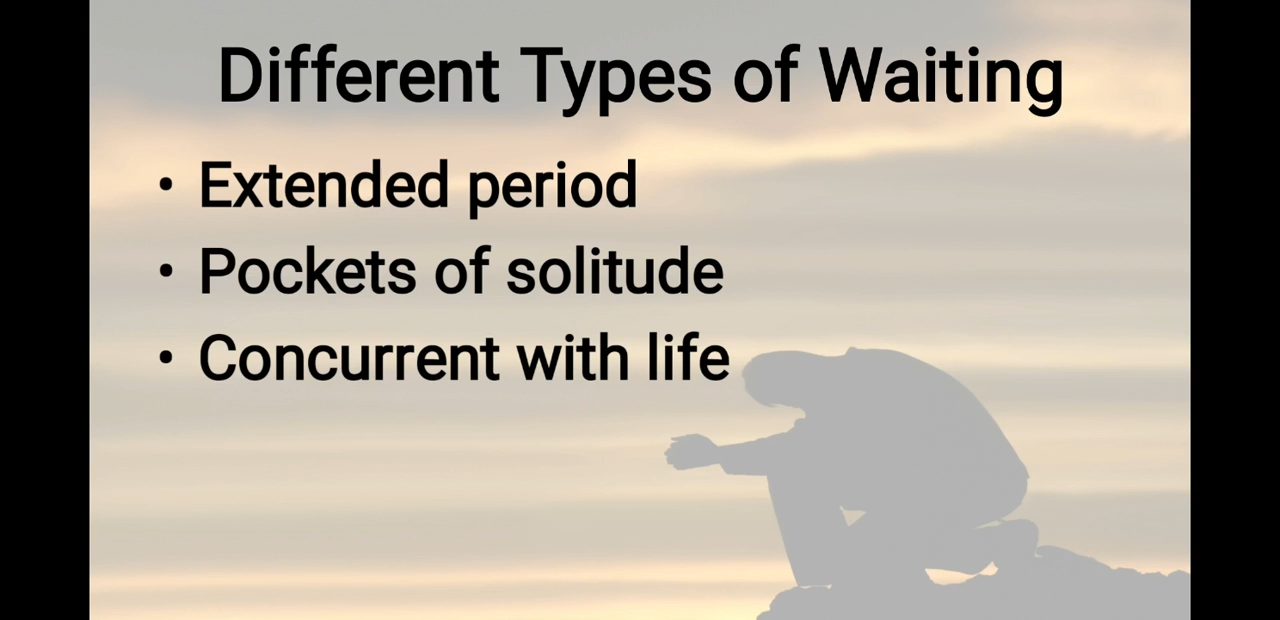 Different Types of Waiting
• Extended period
• Pockets of solitude
• Concurrent with life